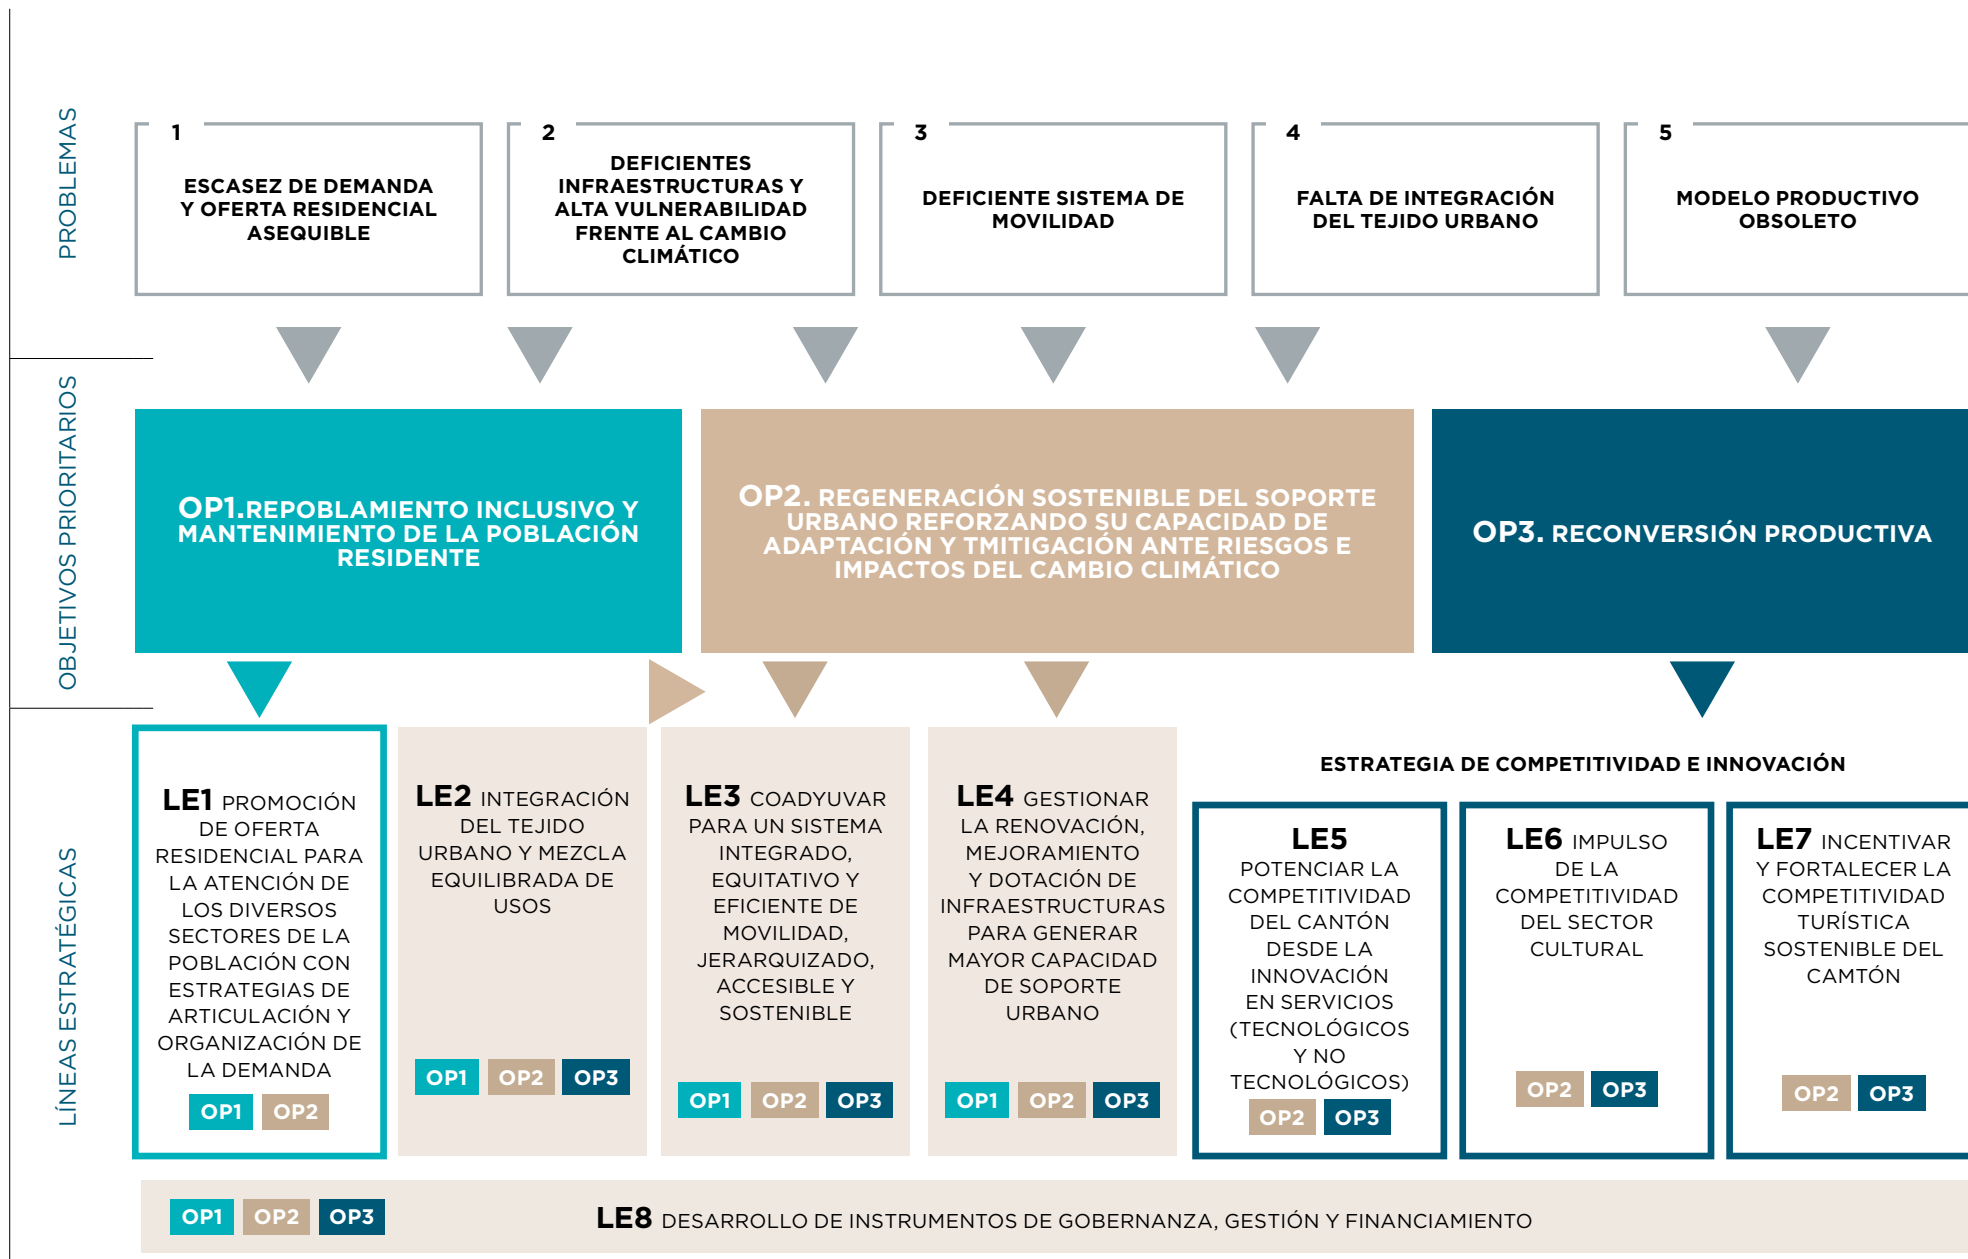 PROBLEMAS
1
ESCASEZ DE DEMANDA
Y OFERTA RESIDENCIAL
ASEQUIBLE
2
DEFICIENTES
INFRAESTRUCTURAS Y
ALTA VULNERABILIDAD
FRENTE AL CAMBIO
CLIMÁTICO
3
DEFICIENTE SISTEMA DE
MOVILIDAD
4
FALTA DE INTEGRACIÓN
DEL TEJIDO URBANO
5
MODELO PRODUCTIVO
OBSOLETO
OBJETIVOS PRIORITARIOS
OP1.REPOBLAMIENTO INCLUSIVO Y
MANTENIMIENTO DE LA POBLACIÓN
RESIDENTE
OP2. REGENERACIÓN SOSTENIBLE DEL SOPORTE
URBANO REFORZANDO SU CAPACIDAD DE
ADAPTACIÓN Y TMITIGACIÓN ANTE RIESGOS E
IMPACTOS DEL CAMBIO CLIMÁTICO
OP3. RECONVERSIÓN PRODUCTIVA
LÍNEAS ESTRATÉGICAS
LE1 PROMOCIÓN
DE OFERTA
RESIDENCIAL PARA
LA ATENCIÓN DE
LOS DIVERSOS
SECTORES DE LA
POBLACIÓN CON
ESTRATEGIAS DE
ARTICULACIÓN Y
ORGANIZACIÓN DE
LA DEMANDA
OP1 OP2
LE2 INTEGRACIÓN
DEL TEJIDO
URBANO Y MEZCLA
EQUILIBRADA DE
USOS
OP1 OP2 OP3
LE3 COADYUVAR
PARA UN SISTEMA
INTEGRADO,
EQUITATIVO Y
EFICIENTE DE
MOVILIDAD,
JERARQUIZADO,
ACCESIBLE Y
SOSTENIBLE
OP1 OP2 OP3
LE4 GESTIONAR
LA RENOVACIÓN,
MEJORAMIENTO
Y DOTACIÓN DE
INFRAESTRUCTURAS
PARA GENERAR
MAYOR CAPACIDAD
DE SOPORTE
URBANO
OP1 OP2 OP3
ESTRATEGIA DE COMPETITIVIDAD E INNOVACIÓN
LE5
POTENCIAR LA
COMPETITIVIDAD
DEL CANTÓN
DESDE LA
INNOVACIÓN
EN SERVICIOS
(TECNOLÓGICOS
Y NO
TECNOLÓGICOS)
OP2 OP3
LE6 IMPULSO
DE LA
COMPETITIVIDAD
DEL SECTOR
CULTURAL
OP2 OP3
LE7 INCENTIVAR
Y FORTALECER LA
COMPETITIVIDAD
TURÍSTICA
SOSTENIBLE DEL
CAMTÓN
OP2 OP3
OP1 OP2 OP3
LE8 DESARROLLO DE INSTRUMENTOS DE GOBERNANZA, GESTIÓN Y FINANCIAMIENTO